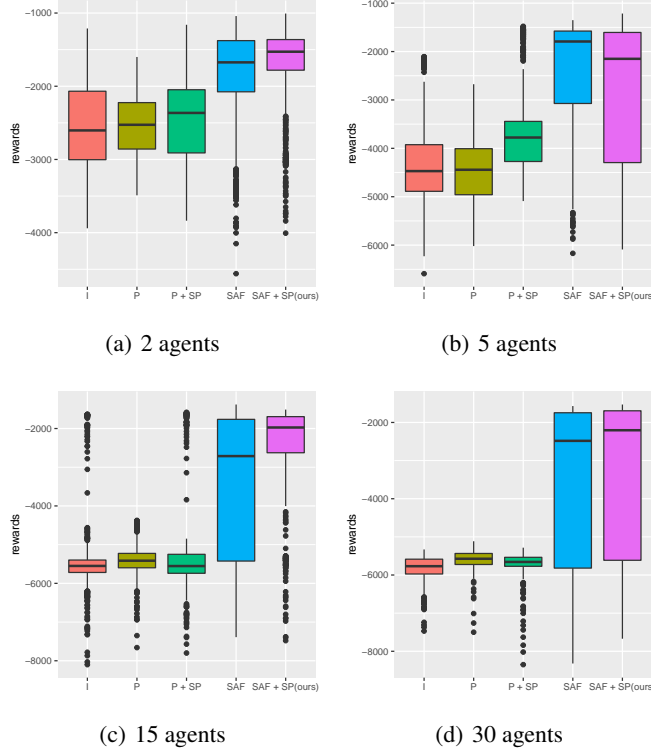 -1000
-2000
-3000
-4000
rewards
I P P + SP SAF SAF + SP(ours)
(a) 2 agents
-1000
-2000
-3000
-4000
-5000
-6000
rewards
I P P + SP SAF SAF + SP(ours)
(b) 5 agents
-2000
-4000
-6000
-8000
rewards
I P P + SP SAF SAF + SP(ours)
(c) 15 agents
-2000
-4000
-6000
-8000
rewards
I P P + SP SAF SAF + SP(ours)
(d) 30 agents